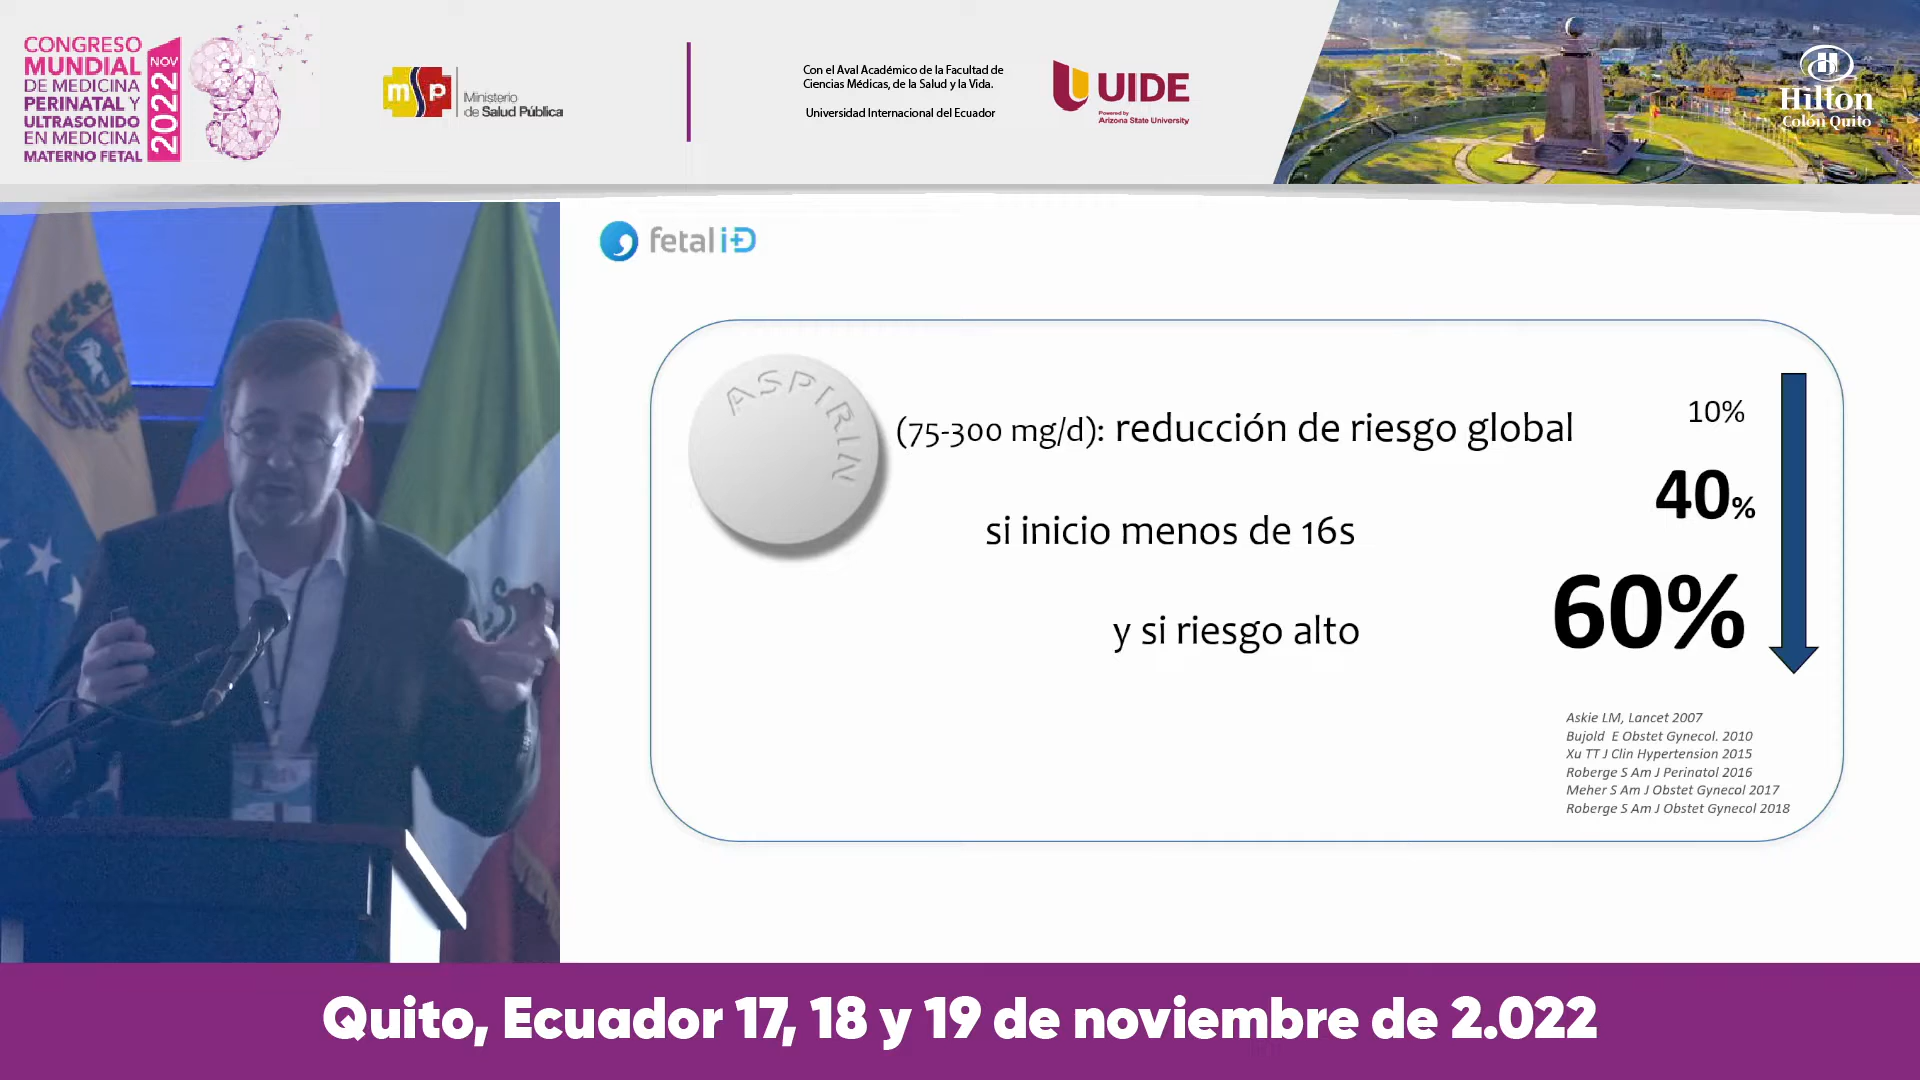 CONGRESO
MUNDIAL
DE MEDICINA
PERINATAL Y
ULTRASONIDO
EN MEDICINA
MATERNO FETAL
NOV
2022
msp
Ministerio
de Salud Pública
Con el Aval Académico de la Facultad de
Ciencias Médicas, de la Salud y la Vida.
Universidad Internacional del Ecuador
UIDE
Powered by
Arizona State University
H
Hilton
Colón Quito
fetal i+D
ASPIRIN
(75-300 mg/d): reducción de riesgo global
10%
si inicio menos de 16s
40%
y si riesgo alto
60%
Askie LM, Lancet 2007
Bujold E Obstet Gynecol. 2010
Xu TT J Clin Hypertension 2015
Roberge S Am J Perinatol 2016
Meher S Am J Obstet Gynecol 2017
Roberge S Am J Obstet Gynecol 2018
Quito, Ecuador 17, 18 y 19 de noviembre de 2.022